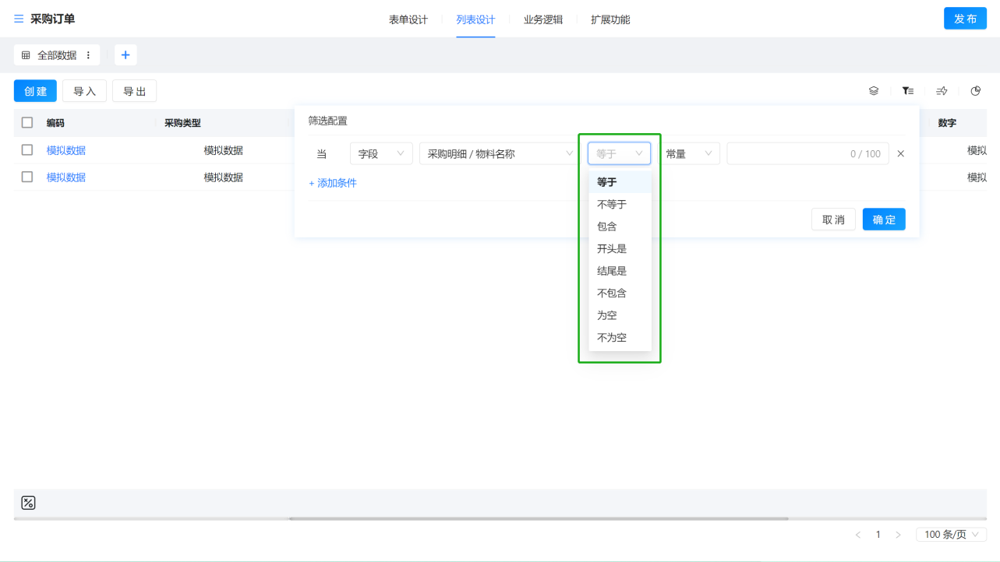 采购订单 表单设计 列表设计 业务逻辑 扩展功能 发布
全部数据
创建 导入 导出
编码 采购类型 数字
筛选配置
模拟数据 模拟数据 模拟
当 字段 采购明细 / 物料名称 等于 常量 0 / 100
模拟数据 模拟数据 模拟
+ 添加条件
等于
不等于
取消 确定
包含
开头是
结尾是
不包含
为空
不为空
1 100 条/页